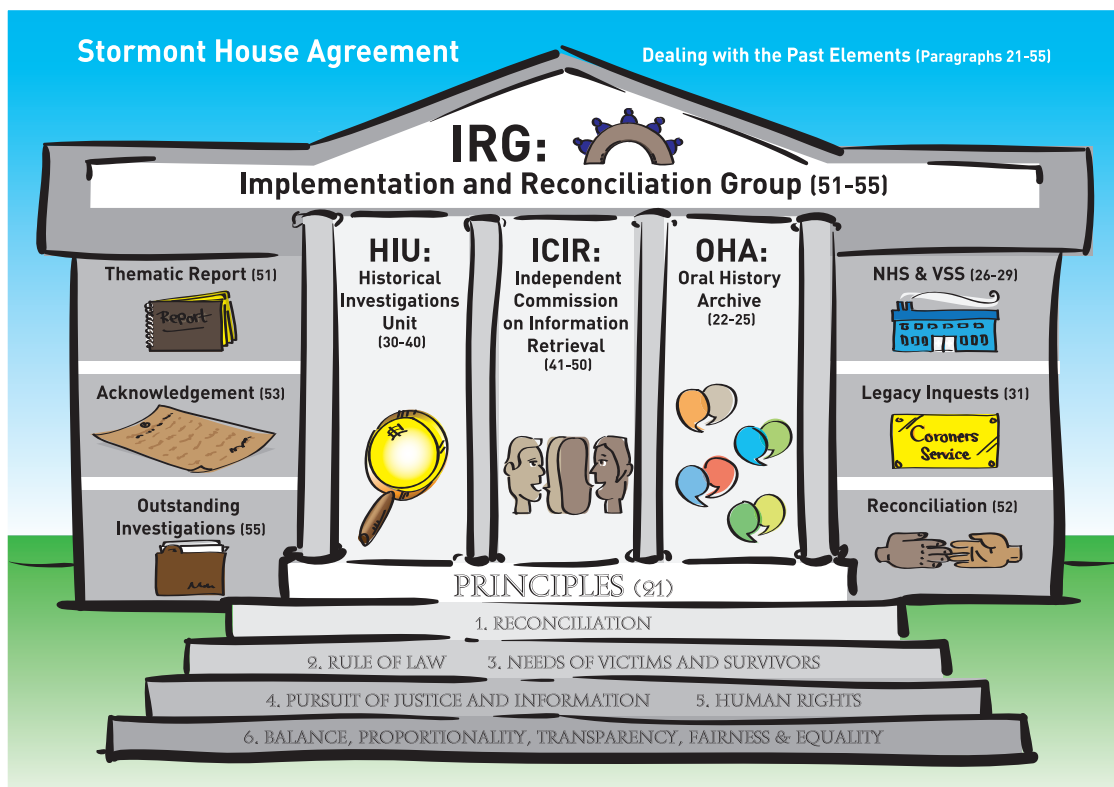 Stormont House Agreement
Dealing with the Past Elements (Paragraphs 21-55)
IRG:
Implementation and Reconciliation Group (51-55)
Thematic Report (51)
Report
Acknowledgement (53)
Outstanding
Investigations (55)
HIU:
Historical
Investigations
Unit
(30-40)
ICIR:
Independent
Commission
on Information
Retrieval
(41-50)
OHA:
Oral History
Archive
(22-25)
NHS & VSS (26-29)
Legacy Inquests (31)
Coroners
Service
Reconciliation (52)
PRINCIPLES (21)
1. RECONCILIATION
2. RULE OF LAW 3. NEEDS OF VICTIMS AND SURVIVORS
4. PURSUIT OF JUSTICE AND INFORMATION 5. HUMAN RIGHTS
6. BALANCE, PROPORTIONALITY, TRANSPARENCY, FAIRNESS & EQUALITY